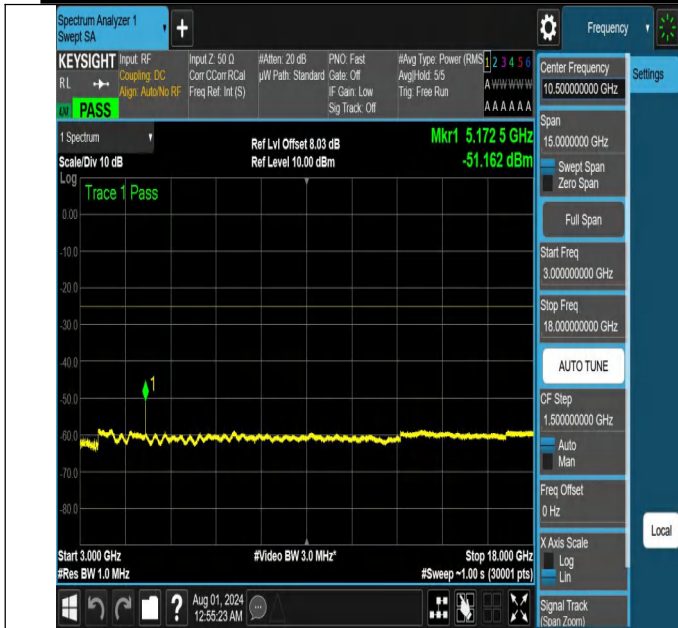 Spectrum Analyzer 1
Swept SA
+
Frequency
KEYSIGHT
RL
PASS
Input: RF
Coupling: DC
Align: Auto/No RF
Input Z: 50 Ω
Corr CCorr RCal
Freq Ref: Int (S)
#Atten: 20 dB
µW Path: Standard
PNO: Fast
Gate: Off
IF Gain: Low
Sig Track: Off
#Avg Type: Power (RMS
Avg|Hold: 5/5
Trig: Free Run
1 2 3 4 5 6
A W W W W W
A A A A A A
1 Spectrum
Scale/Div 10 dB
Ref Lvl Offset 8.03 dB
Ref Level 10.00 dBm
Mkr1 5.172 5 GHz
-51.162 dBm
Log
Trace 1 Pass
0.00
-10.0
-20.0
-30.0
-40.0
-50.0
-60.0
-70.0
-80.0
1
Start 3.000 GHz
#Res BW 1.0 MHz
#Video BW 3.0 MHz*
Stop 18.000 GHz
#Sweep ~1.00 s (30001 pts)
?
Aug 01, 2024
12:55:23 AM
Center Frequency
10.500000000 GHz
Settings
Span
15.0000000 GHz
Swept Span
Zero Span
Full Span
Start Freq
3.000000000 GHz
Stop Freq
18.000000000 GHz
AUTO TUNE
CF Step
1.500000000 GHz
Auto
Man
Freq Offset
0 Hz
X Axis Scale
Log
Lin
Local
Signal Track
(Span Zoom)